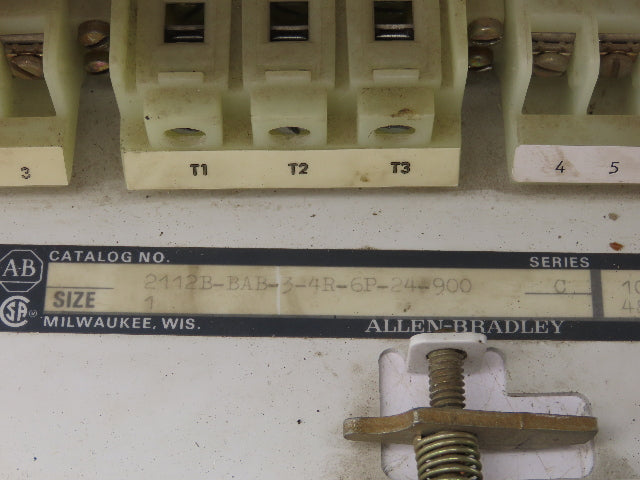 3 T1 T2 T3 4 5
A-B CATALOG NO. SERIES
2112B-BAB-3-4R-6P-24-900
SIZE 1
SA
MILWAUKEE, WIS. ALLEN-BRADLEY